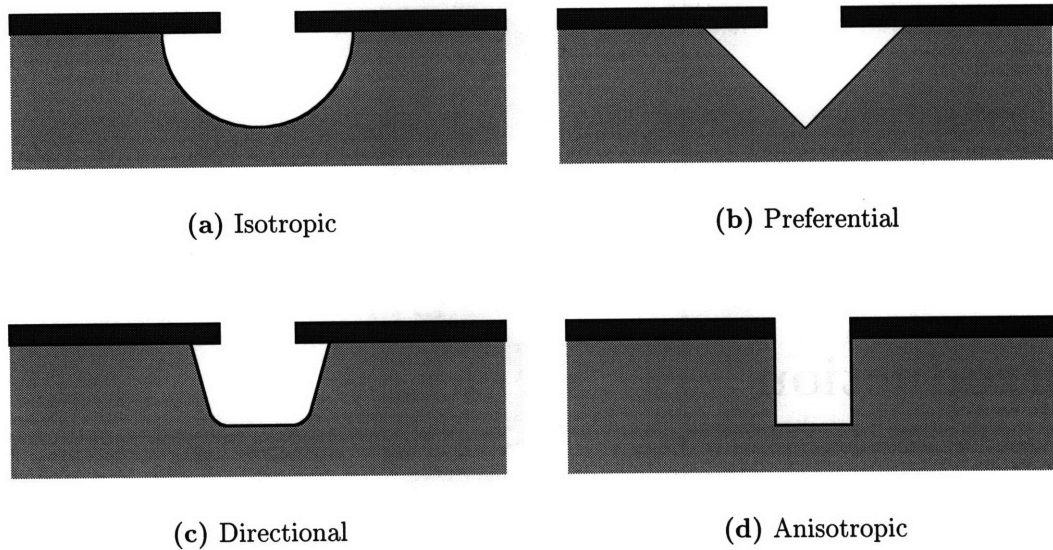 (a) Isotropic
(b) Preferential
(c) Directional
(d) Anisotropic